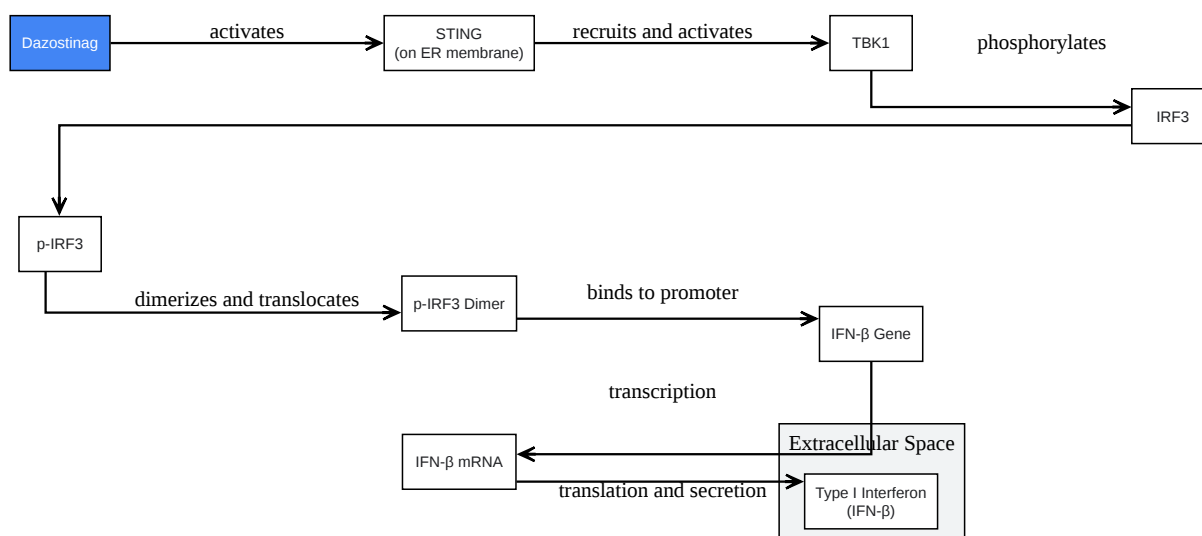 Dazostinag
activates
STING
(on ER membrane)
recruits and activates
TBK1
phosphorylates
IRF3
p-IRF3
dimerizes and translocates
p-IRF3 Dimer
binds to promoter
IFN-β Gene
transcription
Extracellular Space
IFN-β mRNA
translation and secretion
Type I Interferon
(IFN-β)